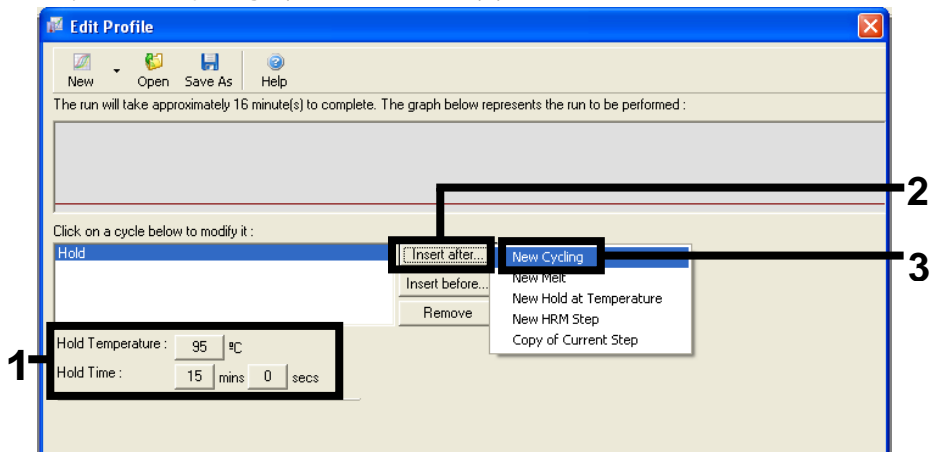 Edit Profile
New Open Save As Help
The run will take approximately 16 minute(s) to complete. The graph below represents the run to be performed :
2
Click on a cycle below to modify it :
Hold
Insert after...
New Cycling
3
Insert before...
New Melt
New Hold at Temperature
Remove
New HRM Step
Copy of Current Step
1
Hold Temperature : 95 ºC
Hold Time : 15 mins 0 secs